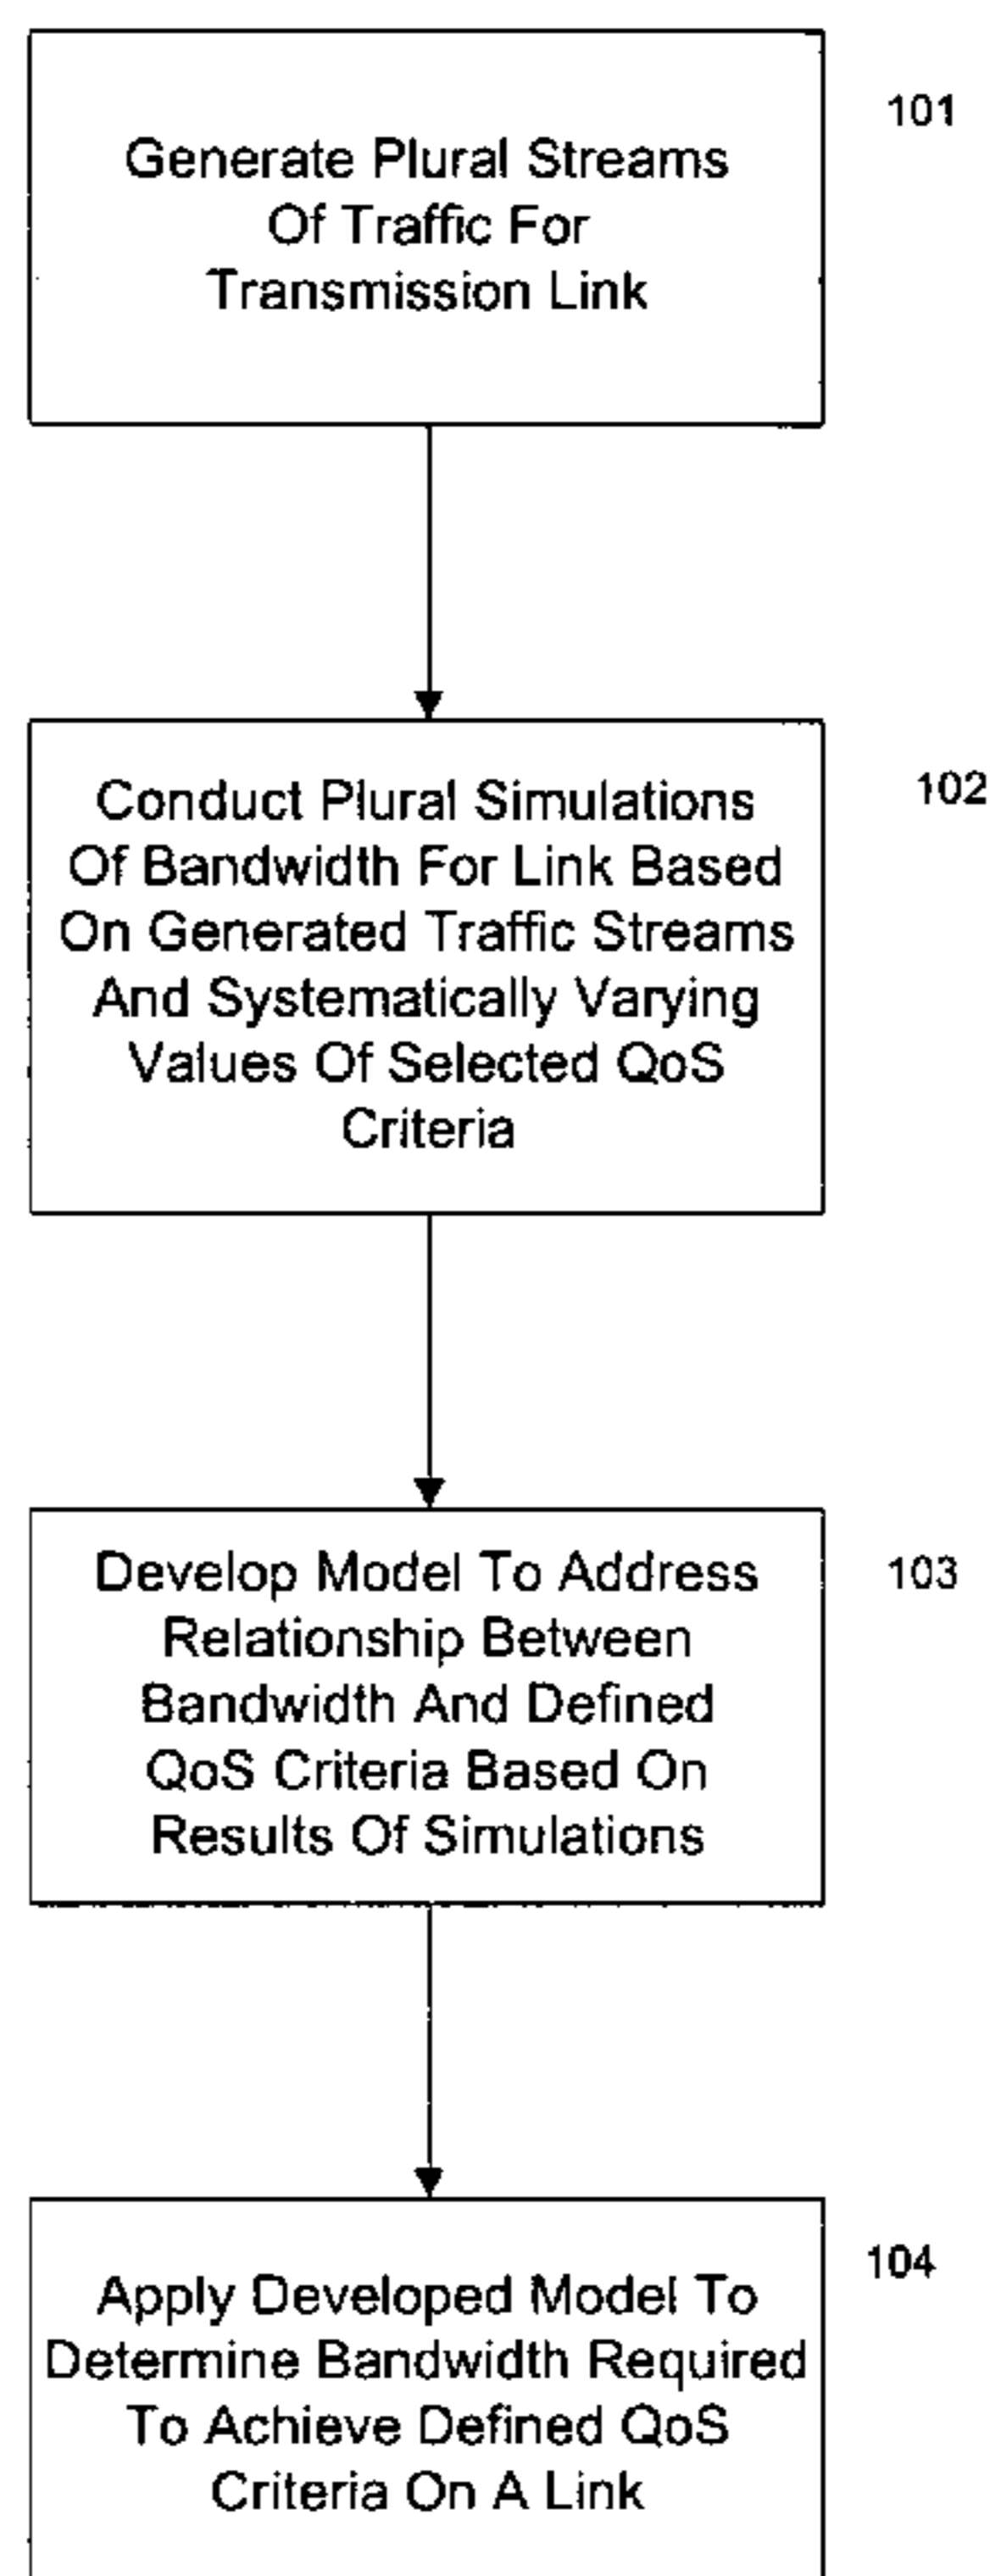 101
Generate Plural Streams
Of Traffic For
Transmission Link
102
Conduct Plural Simulations
Of Bandwidth For Link Based
On Generated Traffic Streams
And Systematically Varying
Values Of Selected QoS
Criteria
103
Develop Model To Address
Relationship Between
Bandwidth And Defined
QoS Criteria Based On
Results Of Simulations
104
Apply Developed Model To
Determine Bandwidth Required
To Achieve Defined QoS
Criteria On A Link